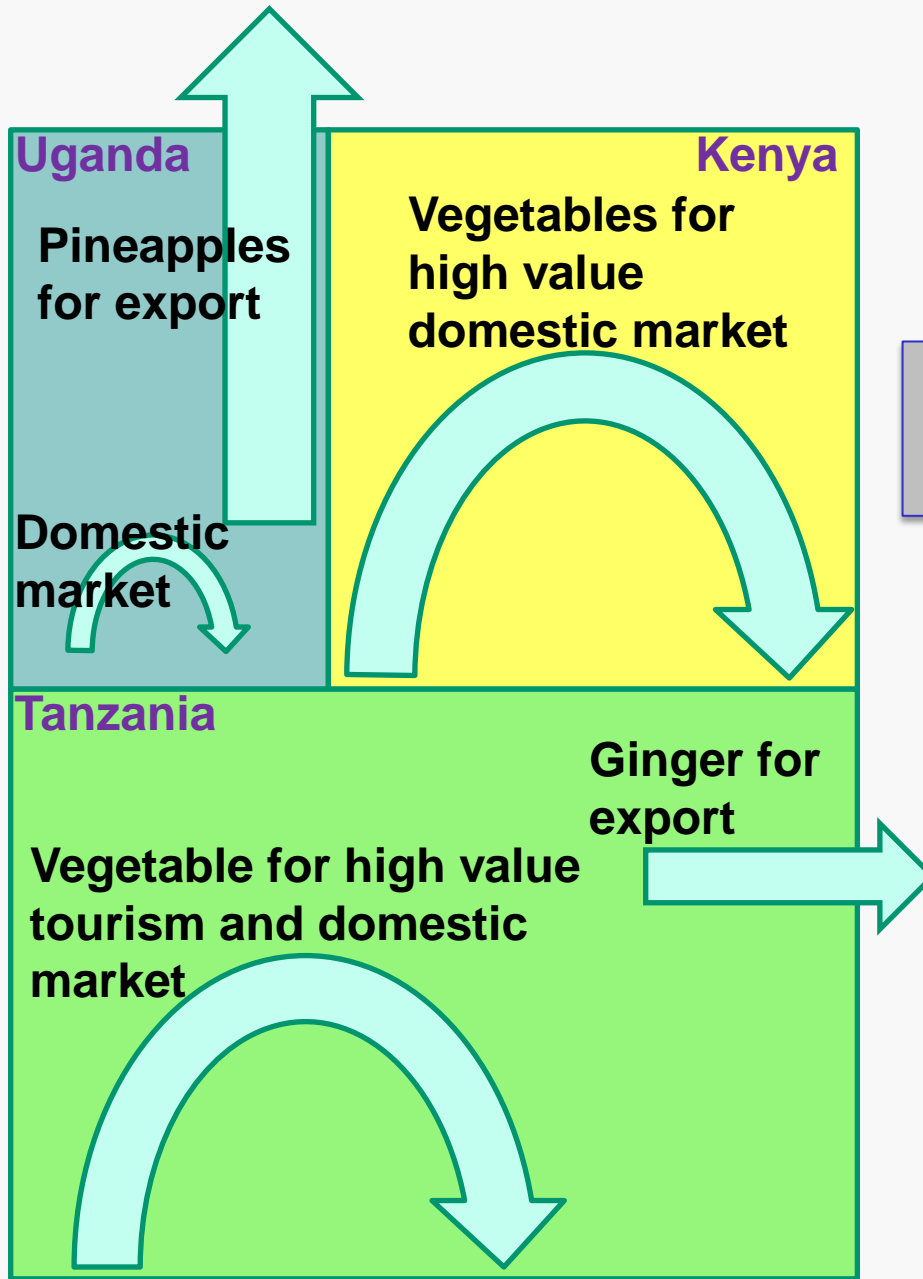 Uganda
Kenya
Pineapples
for export
Vegetables for
high value
domestic market
Domestic
market
Tanzania
Ginger for
export
Vegetable for high value
tourism and domestic
market